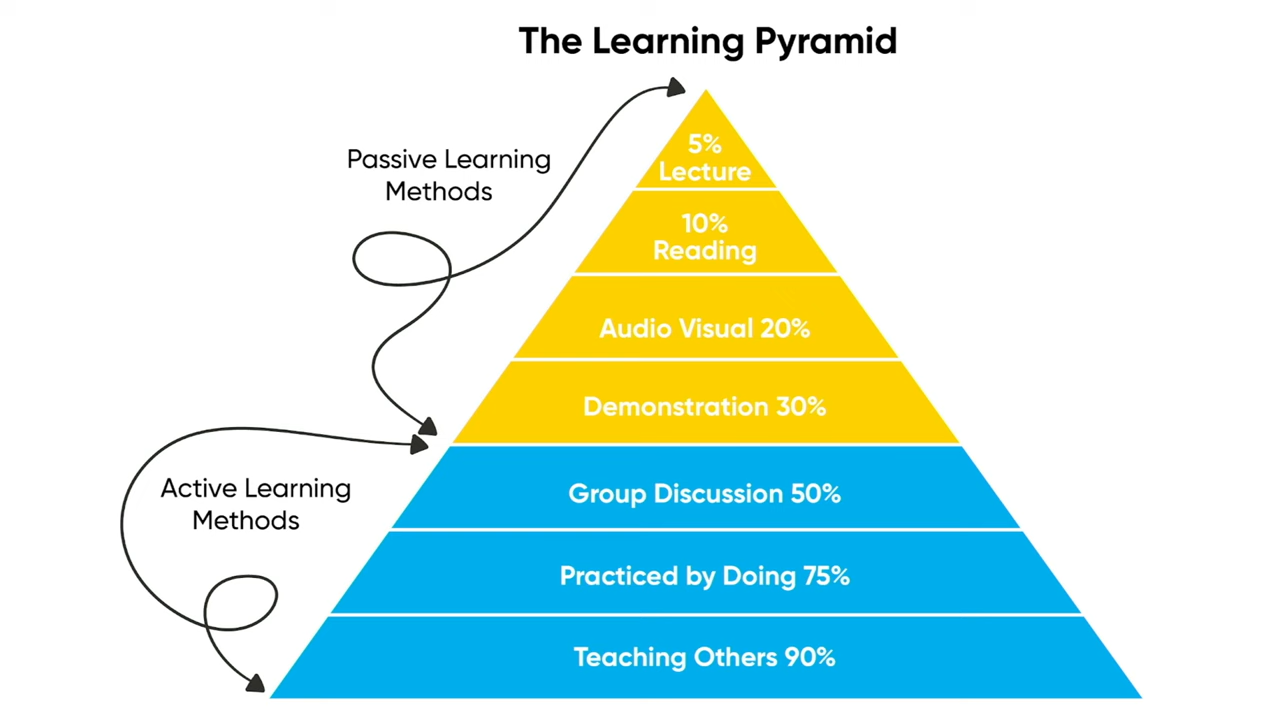 The Learning Pyramid
Passive Learning
Methods
5%
Lecture
10%
Reading
Audio Visual 20%
Demonstration 30%
Active Learning
Methods
Group Discussion 50%
Practiced by Doing 75%
Teaching Others 90%